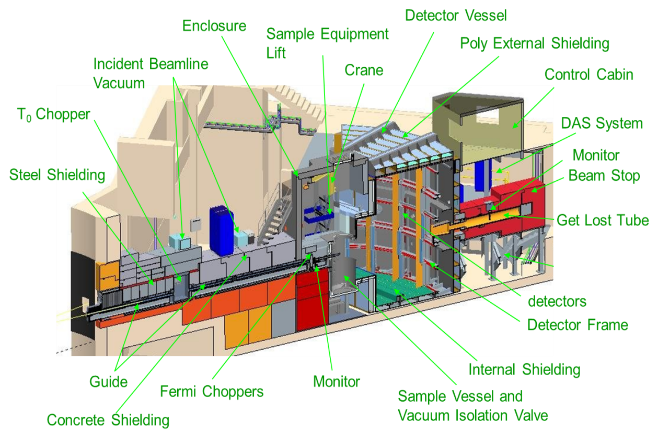 Detector Vessel
Enclosure
Sample Equipment
Lift
Poly External Shielding
Incident Beamline
Vacuum
Crane
Control Cabin
T₀ Chopper
DAS System
Monitor
Steel Shielding
Beam Stop
Get Lost Tube
detectors
Detector Frame
Internal Shielding
Guide
Fermi Choppers
Monitor
Sample Vessel and
Vacuum Isolation Valve
Concrete Shielding